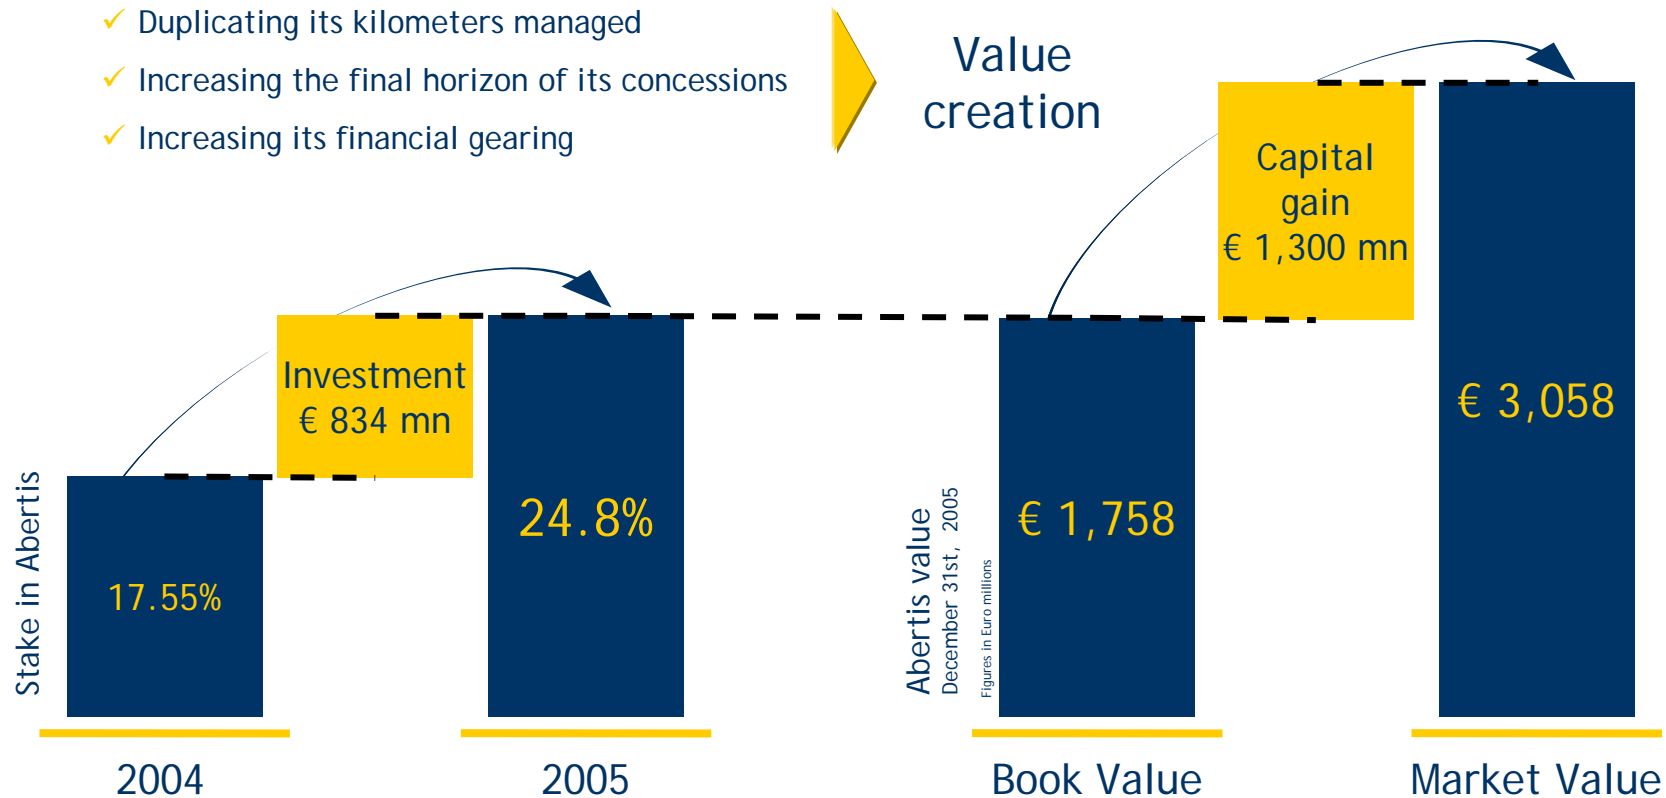 ✓ Duplicating its kilometers managed
✓ Increasing the final horizon of its concessions
✓ Increasing its financial gearing
Value
creation
Stake in Abertis
17.55%
Investment
€ 834 mn
24.8%
Abertis value
December 31st, 2005
Figures in Euro millions
€ 1,758
Capital
gain
€ 1,300 mn
€ 3,058
2004
2005
Book Value
Market Value